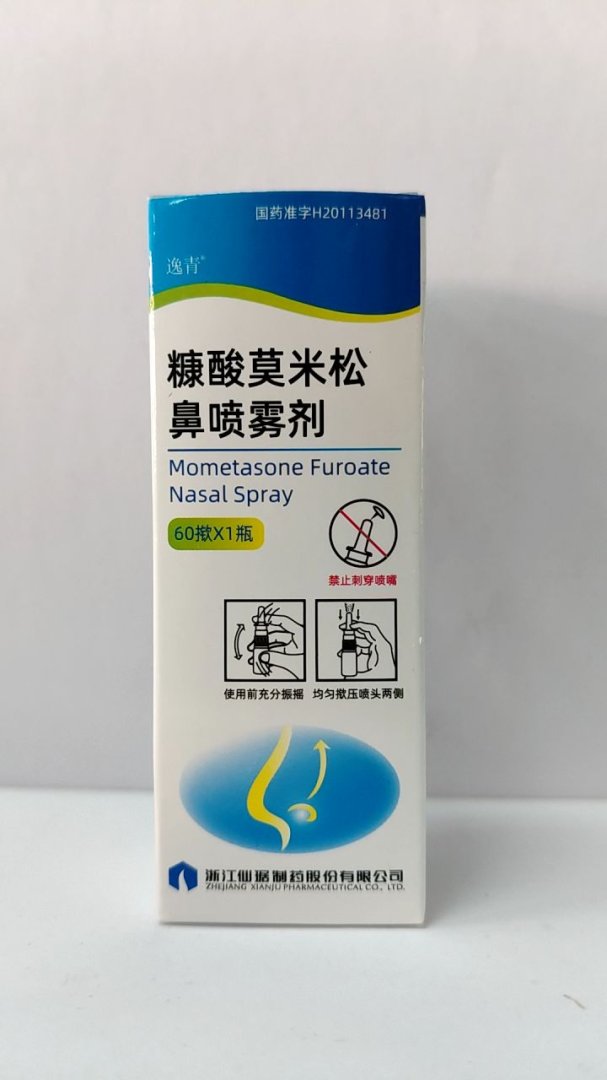 国药准字H20113481
逸青®
糠酸莫米松
鼻喷雾剂
Mometasone Furoate
Nasal Spray
60揿X1瓶
禁止刺穿喷嘴
使用前充分振摇 均匀揿压喷头两侧
浙江仙琚制药股份有限公司
ZHEJIANG XIANJU PHARMACEUTICAL CO., LTD.